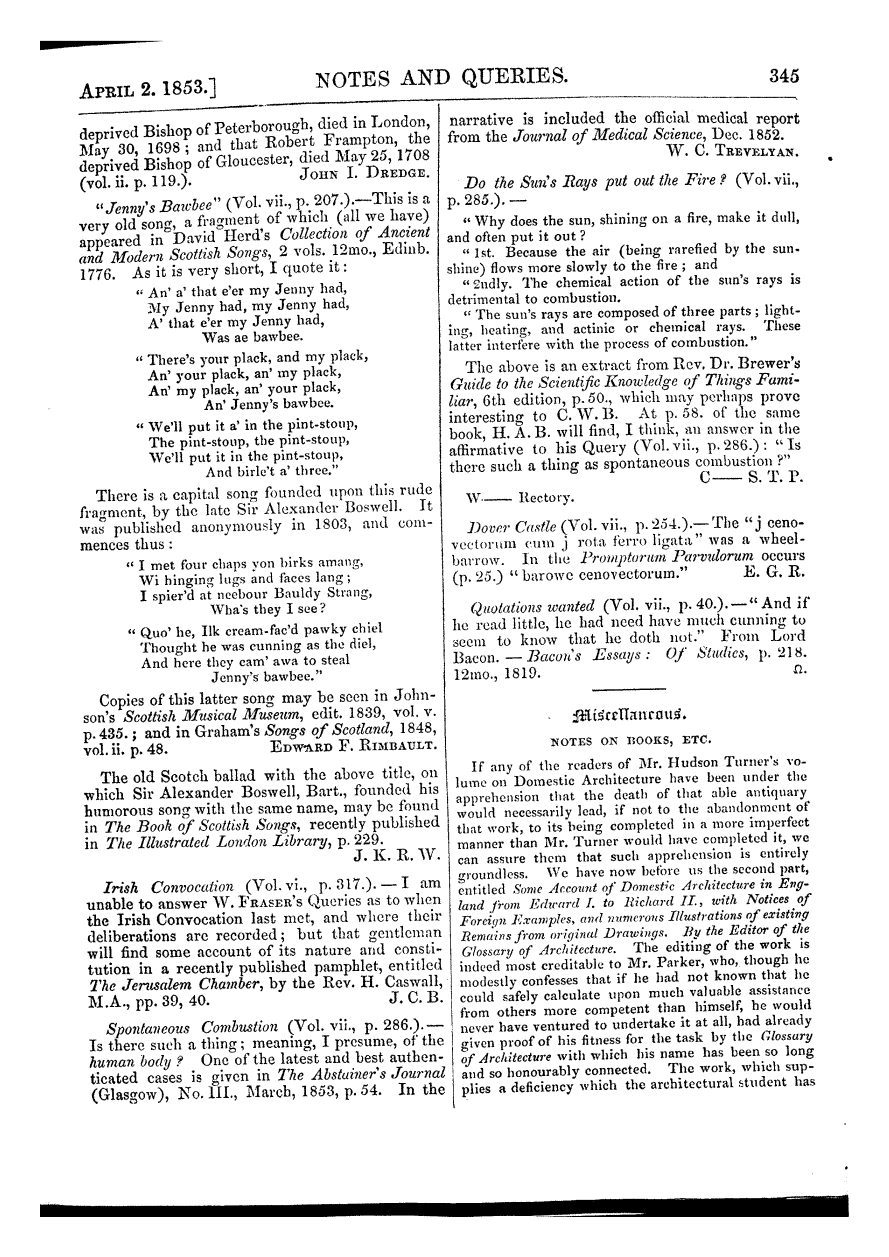 APRIL 2. 1853.]
NOTES AND QUERIES.
345
deprived Bishop of Peterborough, died in London,
May 30, 1698; and that Robert Frampton, the
deprived Bishop of Gloucester, died May 25, 1708
(vol. ii. p. 119.).
JOHN I. DREDGE.
"Jenny's Bawbee" (Vol. vii., p. 207.).—This is a
very old song, a fragment of which (all we have)
appeared in David Herd's Collection of Ancient
and Modern Scottish Songs, 2 vols. 12mo., Edinb.
1776. As it is very short, I quote it:
"An' a' that e'er my Jenny had,
My Jenny had, my Jenny had,
A' that e'er my Jenny had,
Was ae bawbee.
"There's your plack, and my plack,
An' your plack, an' my plack,
An' my plack, an' your plack,
An' Jenny's bawbee.
"We'll put it a' in the pint-stoup,
The pint-stoup, the pint-stoup,
We'll put it in the pint-stoup,
And birle't a' three."
There is a capital song founded upon this rude
fragment, by the late Sir Alexander Boswell. It
was published anonymously in 1803, and com-
mences thus:
"I met four chaps yon birks amang,
Wi hinging lugs and faces lang;
I spier'd at neebour Bauldy Strang,
Wha's they I see?
"Quo' he, Ilk cream-fac'd pawky chiel
Thought he was cunning as the diel,
And here they cam' awa to steal
Jenny's bawbee."
Copies of this latter song may be seen in John-
son's Scottish Musical Museum, edit. 1839, vol. v.
p. 435.; and in Graham's Songs of Scotland, 1848,
vol. ii. p. 48.
EDWARD F. RIMBAULT.
The old Scotch ballad with the above title, on
which Sir Alexander Boswell, Bart., founded his
humorous song with the same name, may be found
in The Book of Scottish Songs, recently published
in The Illustrated London Library, p. 229.
J. K. R. W.
Irish Convocation (Vol. vi., p. 317.). — I am
unable to answer W. FRASER's Queries as to when
the Irish Convocation last met, and where their
deliberations are recorded; but that gentleman
will find some account of its nature and consti-
tution in a recently published pamphlet, entitled
The Jerusalem Chamber, by the Rev. H. Caswall,
M.A., pp. 39, 40.
J. C. B.
Spontaneous Combustion (Vol. vii., p. 286.).—
Is there such a thing; meaning, I presume, of the
human body? One of the latest and best authen-
ticated cases is given in The Abstainer's Journal
(Glasgow), No. III., March, 1853, p. 54. In the
narrative is included the official medical report
from the Journal of Medical Science, Dec. 1852.
W. C. TREVELYAN.
Do the Sun's Rays put out the Fire? (Vol. vii.,
p. 285.). —
"Why does the sun, shining on a fire, make it dull,
and often put it out?
"1st. Because the air (being rarefied by the sun-
shine) flows more slowly to the fire; and
"2ndly. The chemical action of the sun's rays is
detrimental to combustion.
"The sun's rays are composed of three parts; light-
ing, heating, and actinic or chemical rays. These
latter interfere with the process of combustion."
The above is an extract from Rev. Dr. Brewer's
Guide to the Scientific Knowledge of Things Fami-
liar, 6th edition, p. 50., which may perhaps prove
interesting to C. W. B. At p. 58. of the same
book, H. A. B. will find, I think, an answer in the
affirmative to his Query (Vol. vii., p. 286.): "Is
there such a thing as spontaneous combustion?"
C—— S. T. P.
W.—— Rectory.
Dover Castle (Vol. vii., p. 254.).—The "j ceno-
vectorum cum j rota ferro ligata" was a wheel-
barrow. In the Promptorum Parvulorum occurs
(p. 25.) "barowe cenovectorum."
E. G. R.
Quotations wanted (Vol. vii., p. 40.).—"And if
he read little, he had need have much cunning to
seem to know that he doth not." From Lord
Bacon. — Bacon's Essays: Of Studies, p. 218.
12mo., 1819.
Ω.
Miscellaneous.
NOTES ON BOOKS, ETC.
If any of the readers of Mr. Hudson Turner's vo-
lume on Domestic Architecture have been under the
apprehension that the death of that able antiquary
would necessarily lead, if not to the abandonment of
that work, to its being completed in a more imperfect
manner than Mr. Turner would have completed it, we
can assure them that such apprehension is entirely
groundless. We have now before us the second part,
entitled Some Account of Domestic Architecture in Eng-
land from Edward I. to Richard II., with Notices of
Foreign Examples, and numerous Illustrations of existing
Remains from original Drawings. By the Editor of the
Glossary of Architecture. The editing of the work is
indeed most creditable to Mr. Parker, who, though he
modestly confesses that if he had not known that he
could safely calculate upon much valuable assistance
from others more competent than himself, he would
never have ventured to undertake it at all, had already
given proof of his fitness for the task by the Glossary
of Architecture with which his name has been so long
and so honourably connected. The work, which sup-
plies a deficiency which the architectural student has